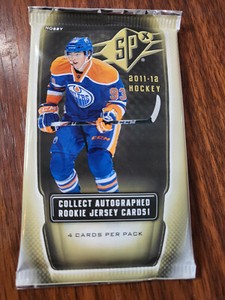 HOBBY
SPx
2011-12
HOCKEY
93
COLLECT AUTOGRAPHED
ROOKIE JERSEY CARDS!
4 CARDS PER PACK